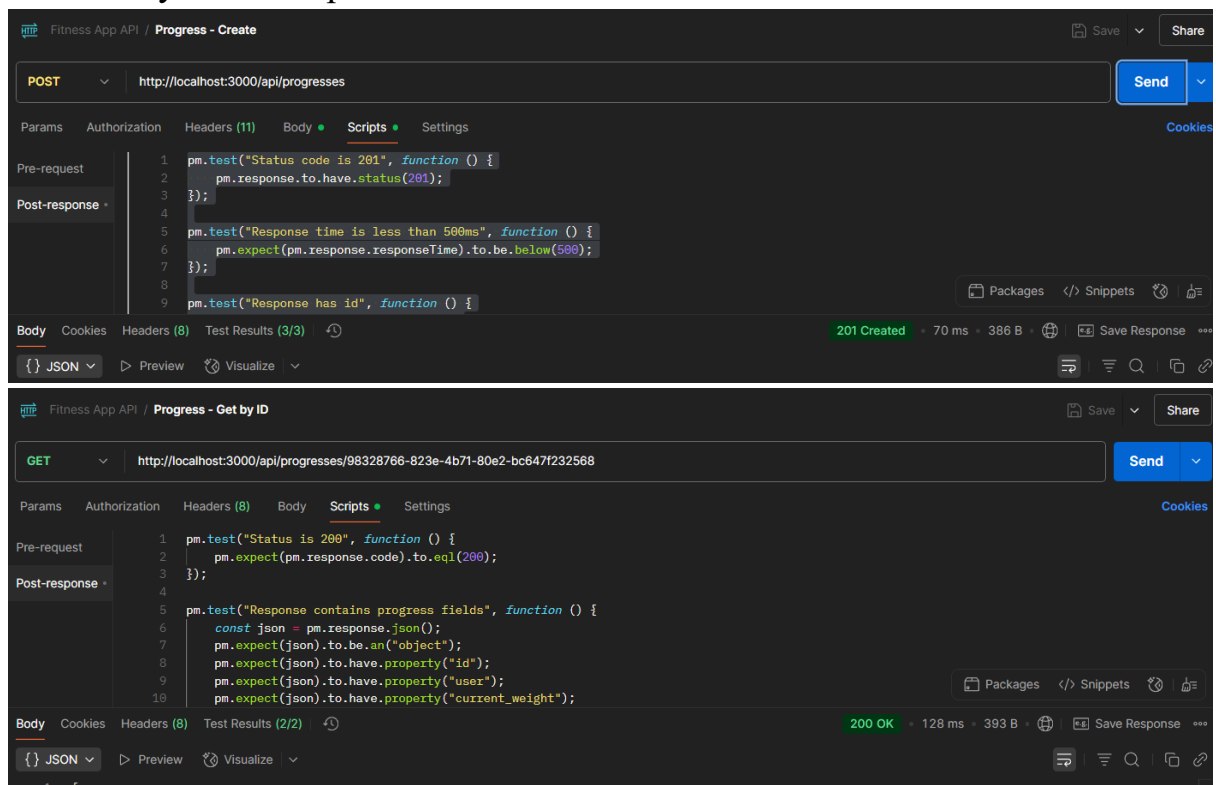 HTTP Fitness App API / Progress - Create Save Share
POST http://localhost:3000/api/progresses Send
Params Authorization Headers (11) Body Scripts Settings Cookies
Pre-request
Post-response
1 pm.test("Status code is 201", function () {
2 pm.response.to.have.status(201);
3 });
4
5 pm.test("Response time is less than 500ms", function () {
6 pm.expect(pm.response.responseTime).to.be.below(500);
7 });
8
9 pm.test("Response has id", function () {
Packages </> Snippets
Body Cookies Headers (8) Test Results (3/3) 201 Created • 70 ms • 386 B e.g. Save Response
{} JSON Preview Visualize
HTTP Fitness App API / Progress - Get by ID Save Share
GET http://localhost:3000/api/progresses/98328766-823e-4b71-80e2-bc647f232568 Send
Params Authorization Headers (8) Body Scripts Settings Cookies
Pre-request
Post-response
1 pm.test("Status is 200", function () {
2 pm.expect(pm.response.code).to.eql(200);
3 });
4
5 pm.test("Response contains progress fields", function () {
6 const json = pm.response.json();
7 pm.expect(json).to.be.an("object");
8 pm.expect(json).to.have.property("id");
9 pm.expect(json).to.have.property("user");
10 pm.expect(json).to.have.property("current_weight");
Packages </> Snippets
Body Cookies Headers (8) Test Results (2/2) 200 OK • 128 ms • 393 B e.g. Save Response
{} JSON Preview Visualize